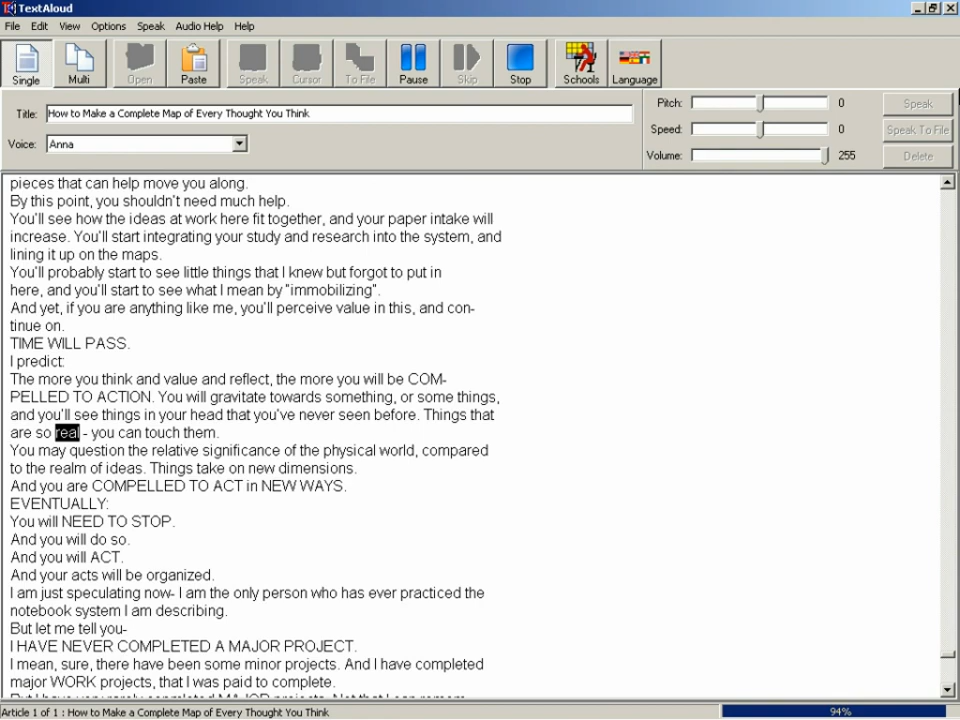 TextAloud
File Edit View Options Speak Audio Help Help
Single Multi Open Paste Speak Cursor To File Pause Skip Stop Schools Language
Title: How to Make a Complete Map of Every Thought You Think
Voice: Anna
Pitch: 0 Speak
Speed: 0 Speak To File
Volume: 255 Delete
pieces that can help move you along.
By this point, you shouldn't need much help.
You'll see how the ideas at work here fit together, and your paper intake will
increase. You'll start integrating your study and research into the system, and
lining it up on the maps.
You'll probably start to see little things that I knew but forgot to put in
here, and you'll start to see what I mean by "immobilizing".
And yet, if you are anything like me, you'll perceive value in this, and con-
tinue on.
TIME WILL PASS.
I predict:
The more you think and value and reflect, the more you will be COM-
PELLED TO ACTION. You will gravitate towards something, or some things,
and you'll see things in your head that you've never seen before. Things that
are so real - you can touch them.
You may question the relative significance of the physical world, compared
to the realm of ideas. Things take on new dimensions.
And you are COMPELLED TO ACT in NEW WAYS.
EVENTUALLY:
You will NEED TO STOP.
And you will do so.
And you will ACT.
And your acts will be organized.
I am just speculating now- I am the only person who has ever practiced the
notebook system I am describing.
But let me tell you-
I HAVE NEVER COMPLETED A MAJOR PROJECT.
I mean, sure, there have been some minor projects. And I have completed
major WORK projects, that I was paid to complete.
Article 1 of 1 : How to Make a Complete Map of Every Thought You Think 94%